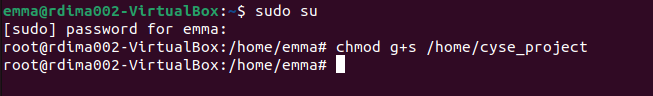 emma@rdima002-VirtualBox:~$ sudo su
[sudo] password for emma:
root@rdima002-VirtualBox:/home/emma# chmod g+s /home/cyse_project
root@rdima002-VirtualBox:/home/emma#